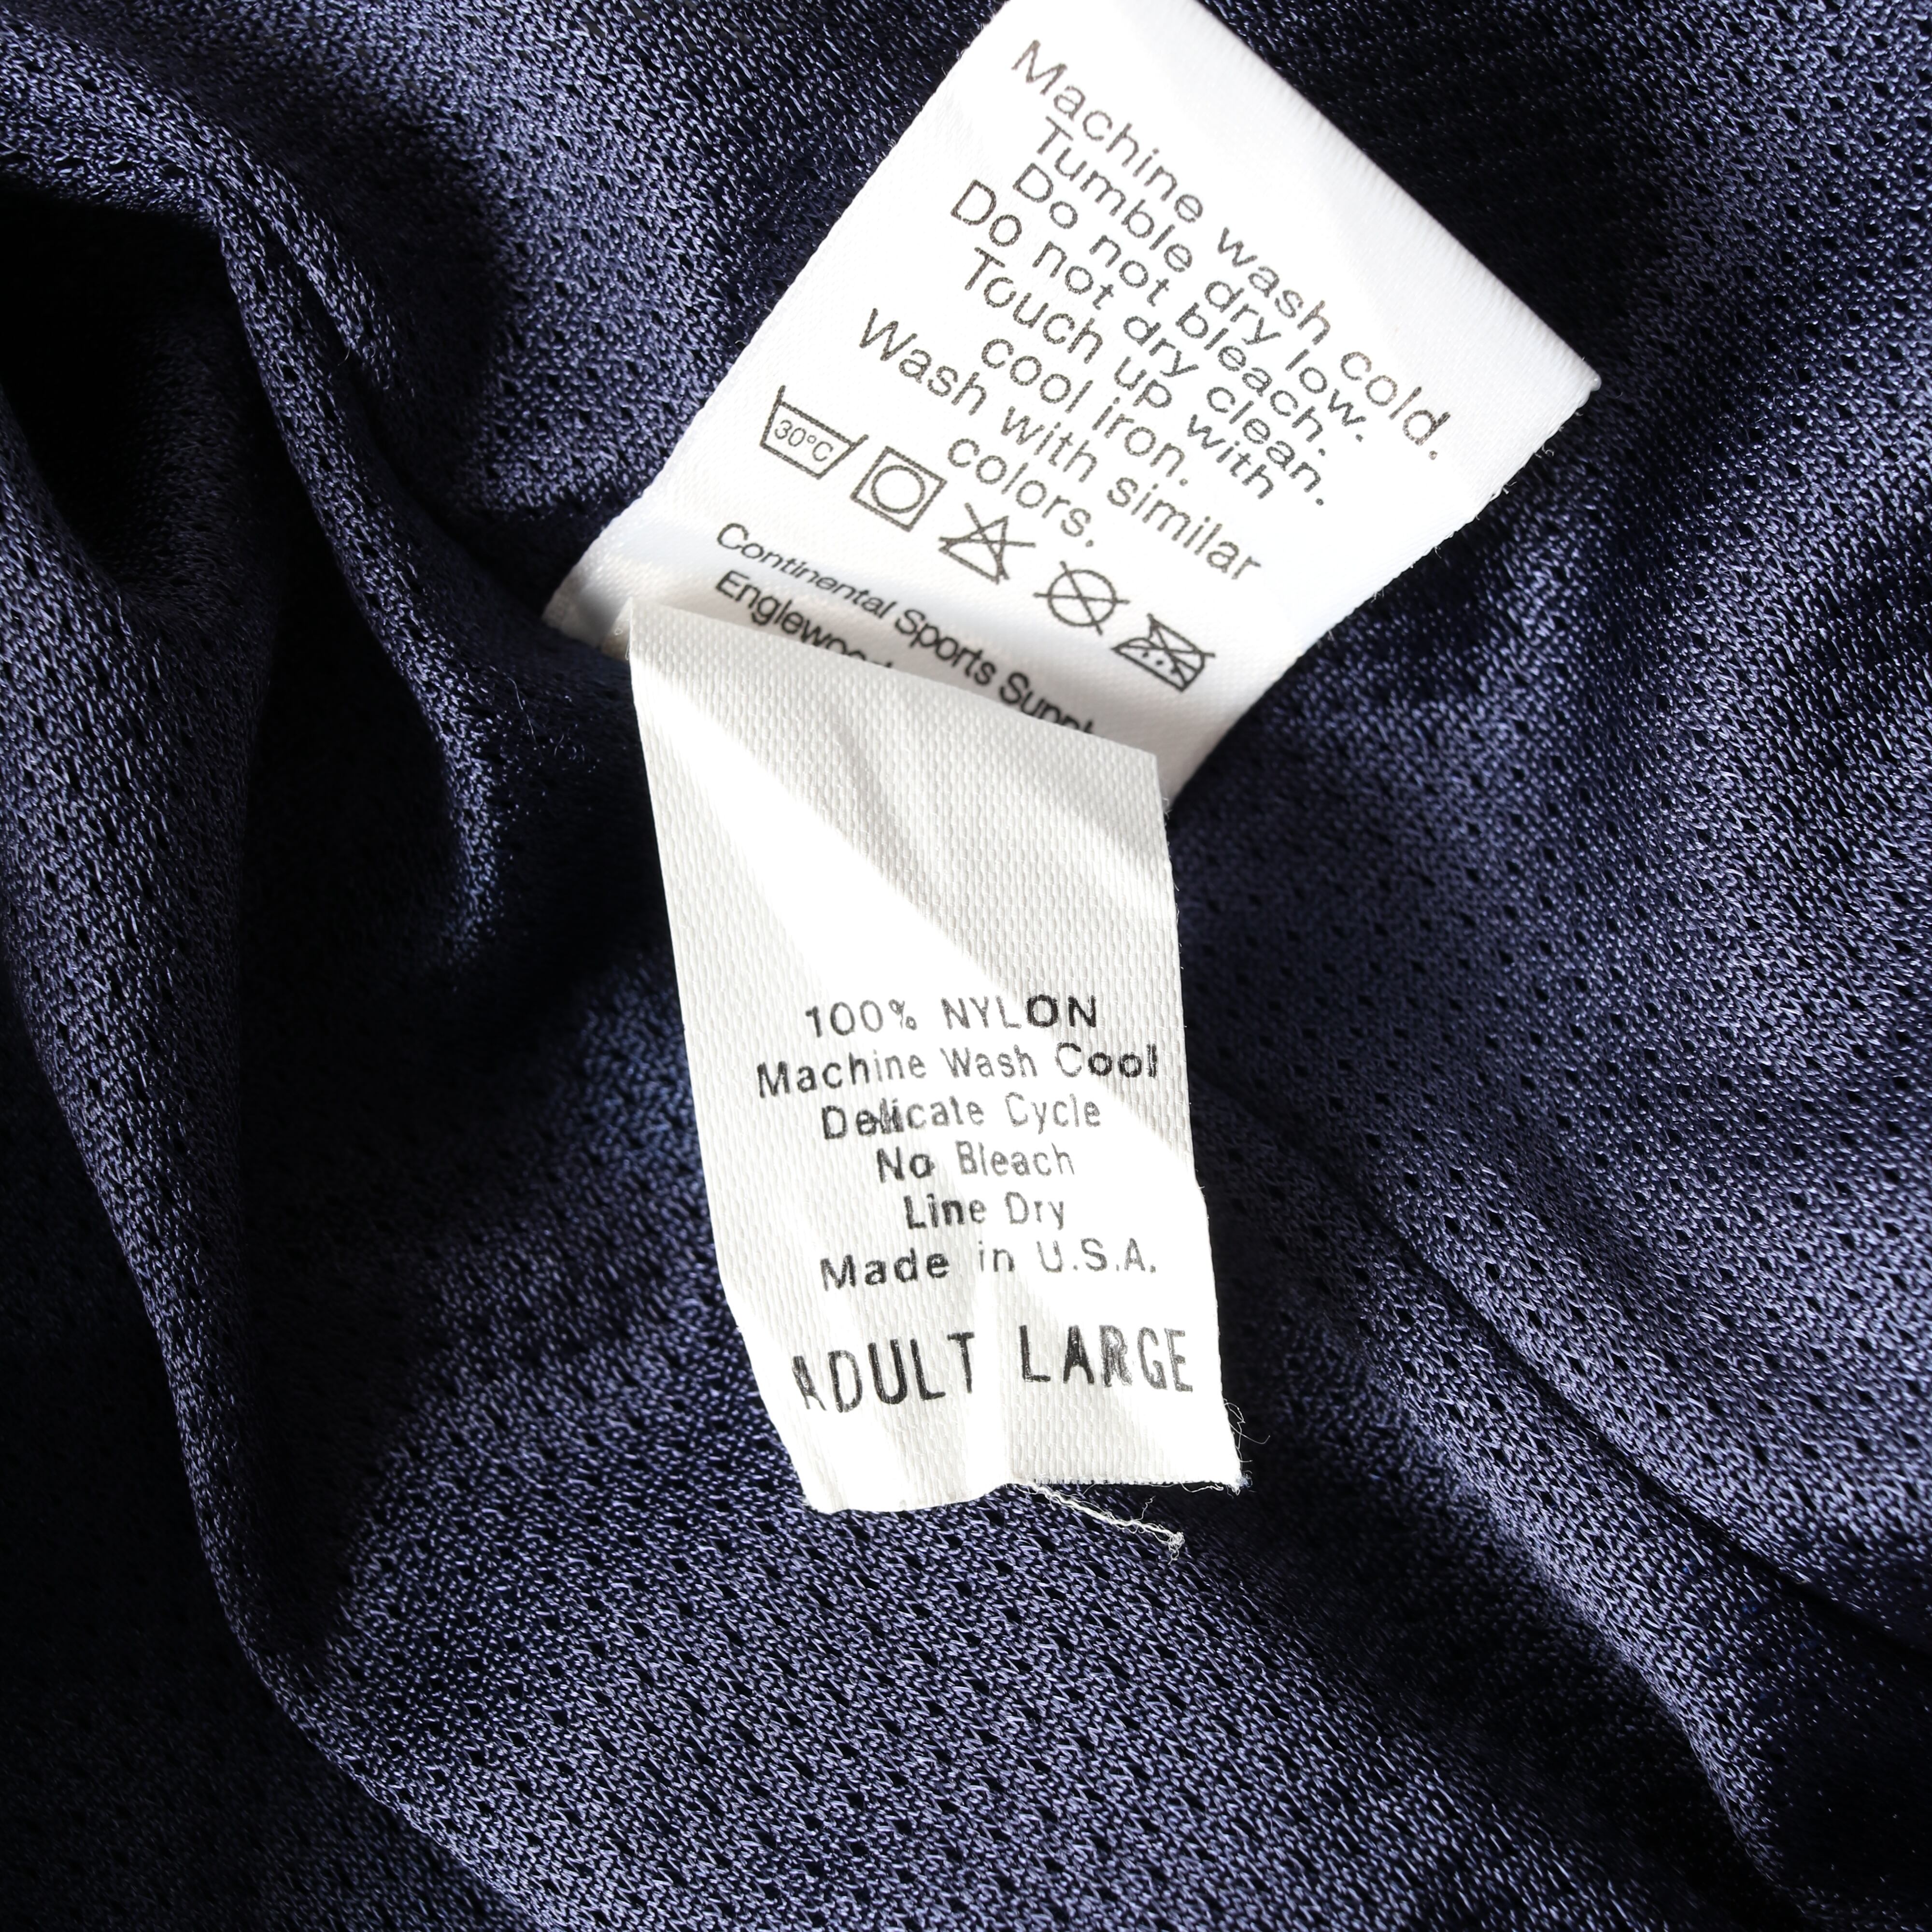 Machine wash cold.
Tumble dry low.
Do not bleach.
Do not dry clean.
Touch up with
cool iron.
Wash with similar
colors.
30°C
Continental Sports
100% NYLON
Machine Wash Cool
Delicate Cycle
No Bleach
Line Dry
Made in U.S.A.
ADULT LARGE